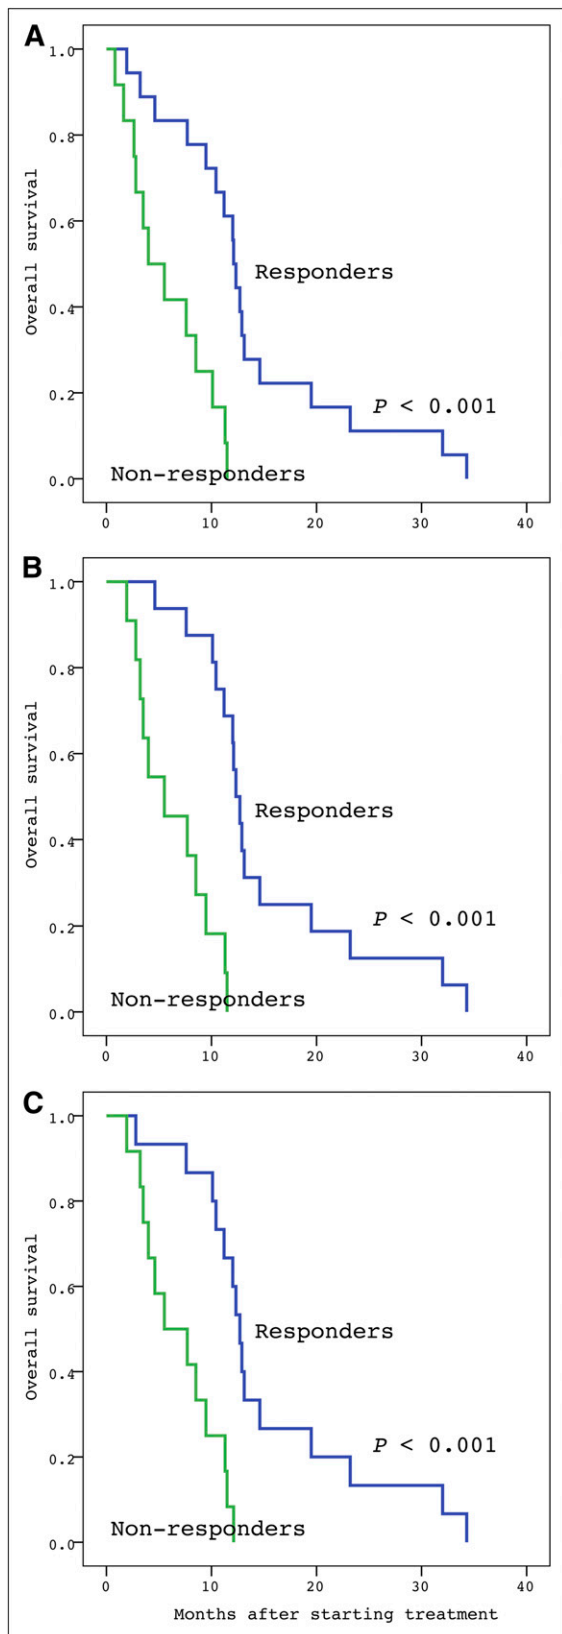 A
1.0
0.8
0.6
0.4
0.2
0.0
Overall survival
Responders
P < 0.001
Non-responders
0 10 20 30 40
B
1.0
0.8
0.6
0.4
0.2
0.0
Overall survival
Responders
P < 0.001
Non-responders
0 10 20 30 40
C
1.0
0.8
0.6
0.4
0.2
0.0
Overall survival
Responders
P < 0.001
Non-responders
0 10 20 30 40
Months after starting treatment